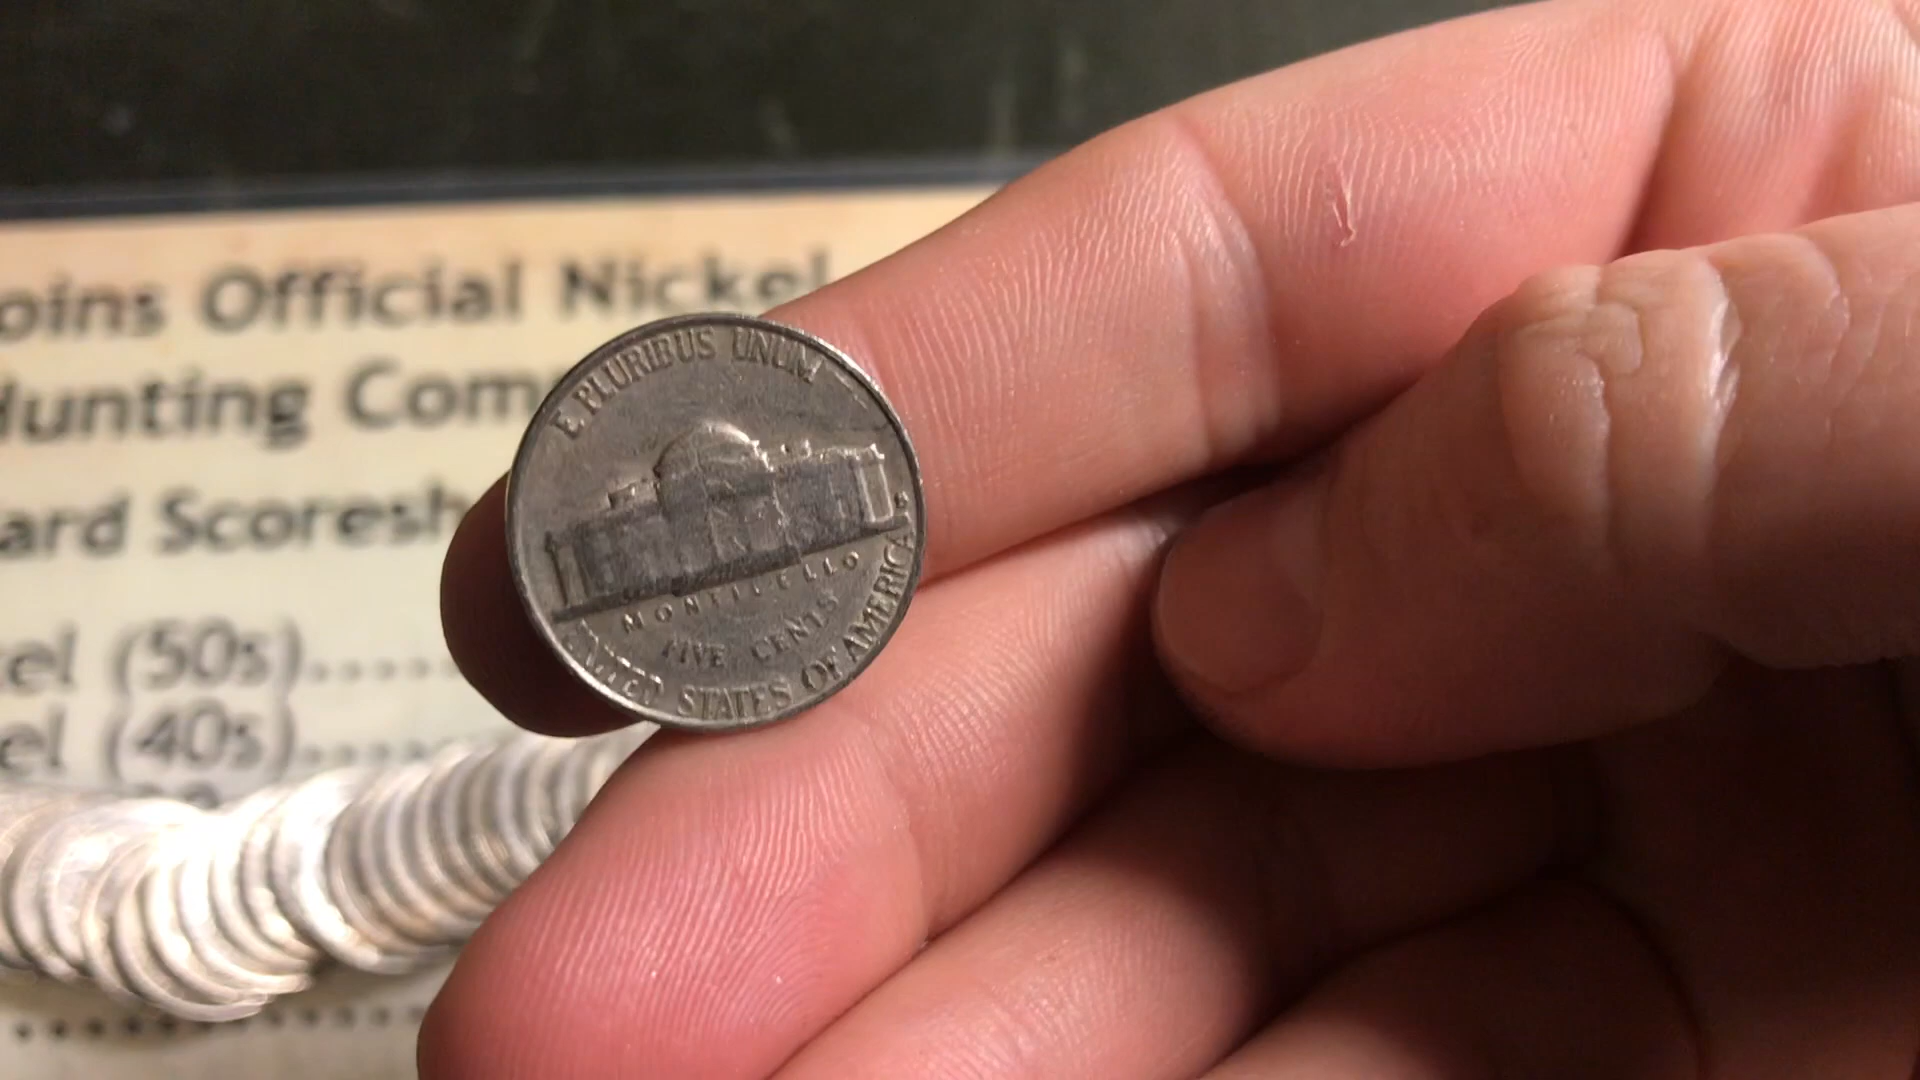 oins Official Nickel
Hunting Com
ard Scoresh
el (50s)......
el (40s)......
E PLURIBUS UNUM
MONTICELLO
FIVE CENTS
UNITED STATES OF AMERICA